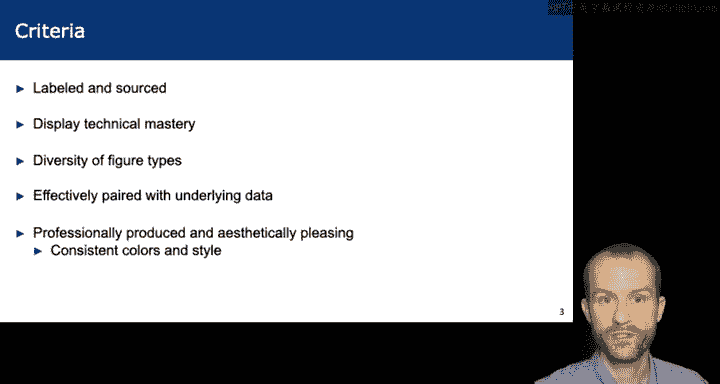 Criteria
► Labeled and sourced
► Display technical mastery
► Diversity of figure types
► Effectively paired with underlying data
► Professionally produced and aesthetically pleasing
► Consistent colors and style
3